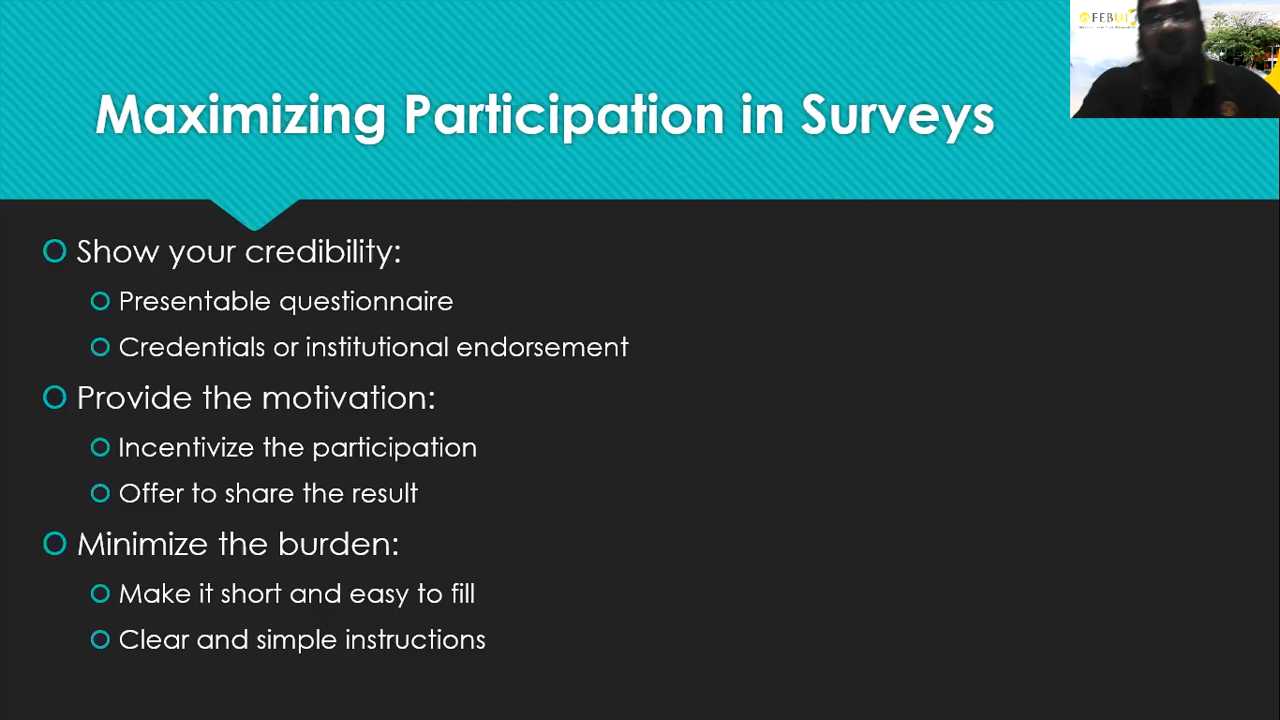 Maximizing Participation in Surveys
FEBUI
Show your credibility:
Presentable questionnaire
Credentials or institutional endorsement
Provide the motivation:
Incentivize the participation
Offer to share the result
Minimize the burden:
Make it short and easy to fill
Clear and simple instructions